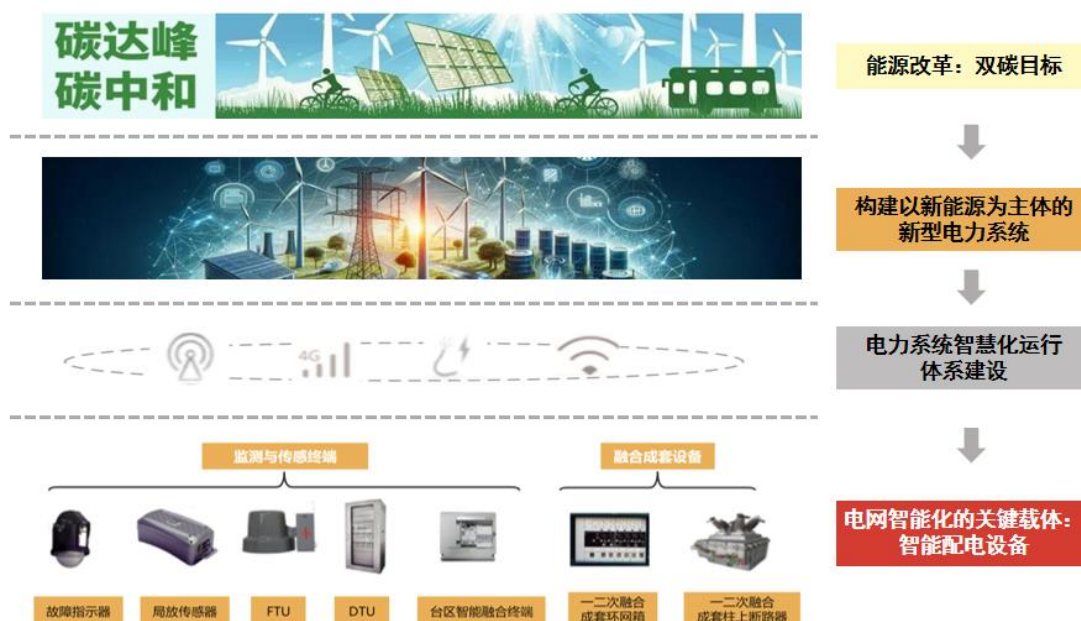 碳达峰
碳中和
能源改革：双碳目标
构建以新能源为主体的
新型电力系统
4G
电力系统智慧化运行
体系建设
监测与传感终端
融合成套设备
电网智能化的关键载体：
智能配电设备
故障指示器
局放传感器
FTU
DTU
台区智能融合终端
一二次融合
成套环网箱
一二次融合
成套柱上断路器